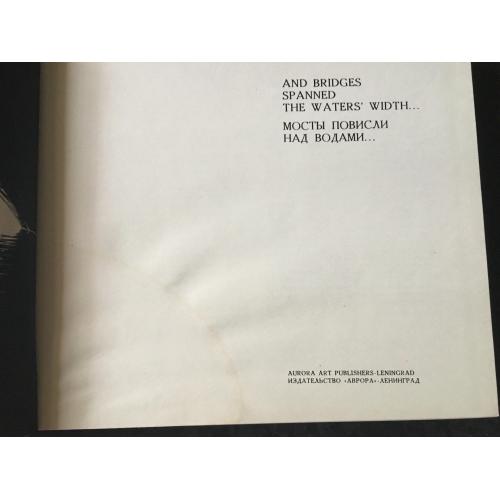 AND BRIDGES
SPANNED
THE WATERS' WIDTH...
МОСТЫ ПОВИСЛИ
НАД ВОДАМИ...
AURORA ART PUBLISHERS·LENINGRAD
ИЗДАТЕЛЬСТВО «АВРОРА»·ЛЕНИНГРАД